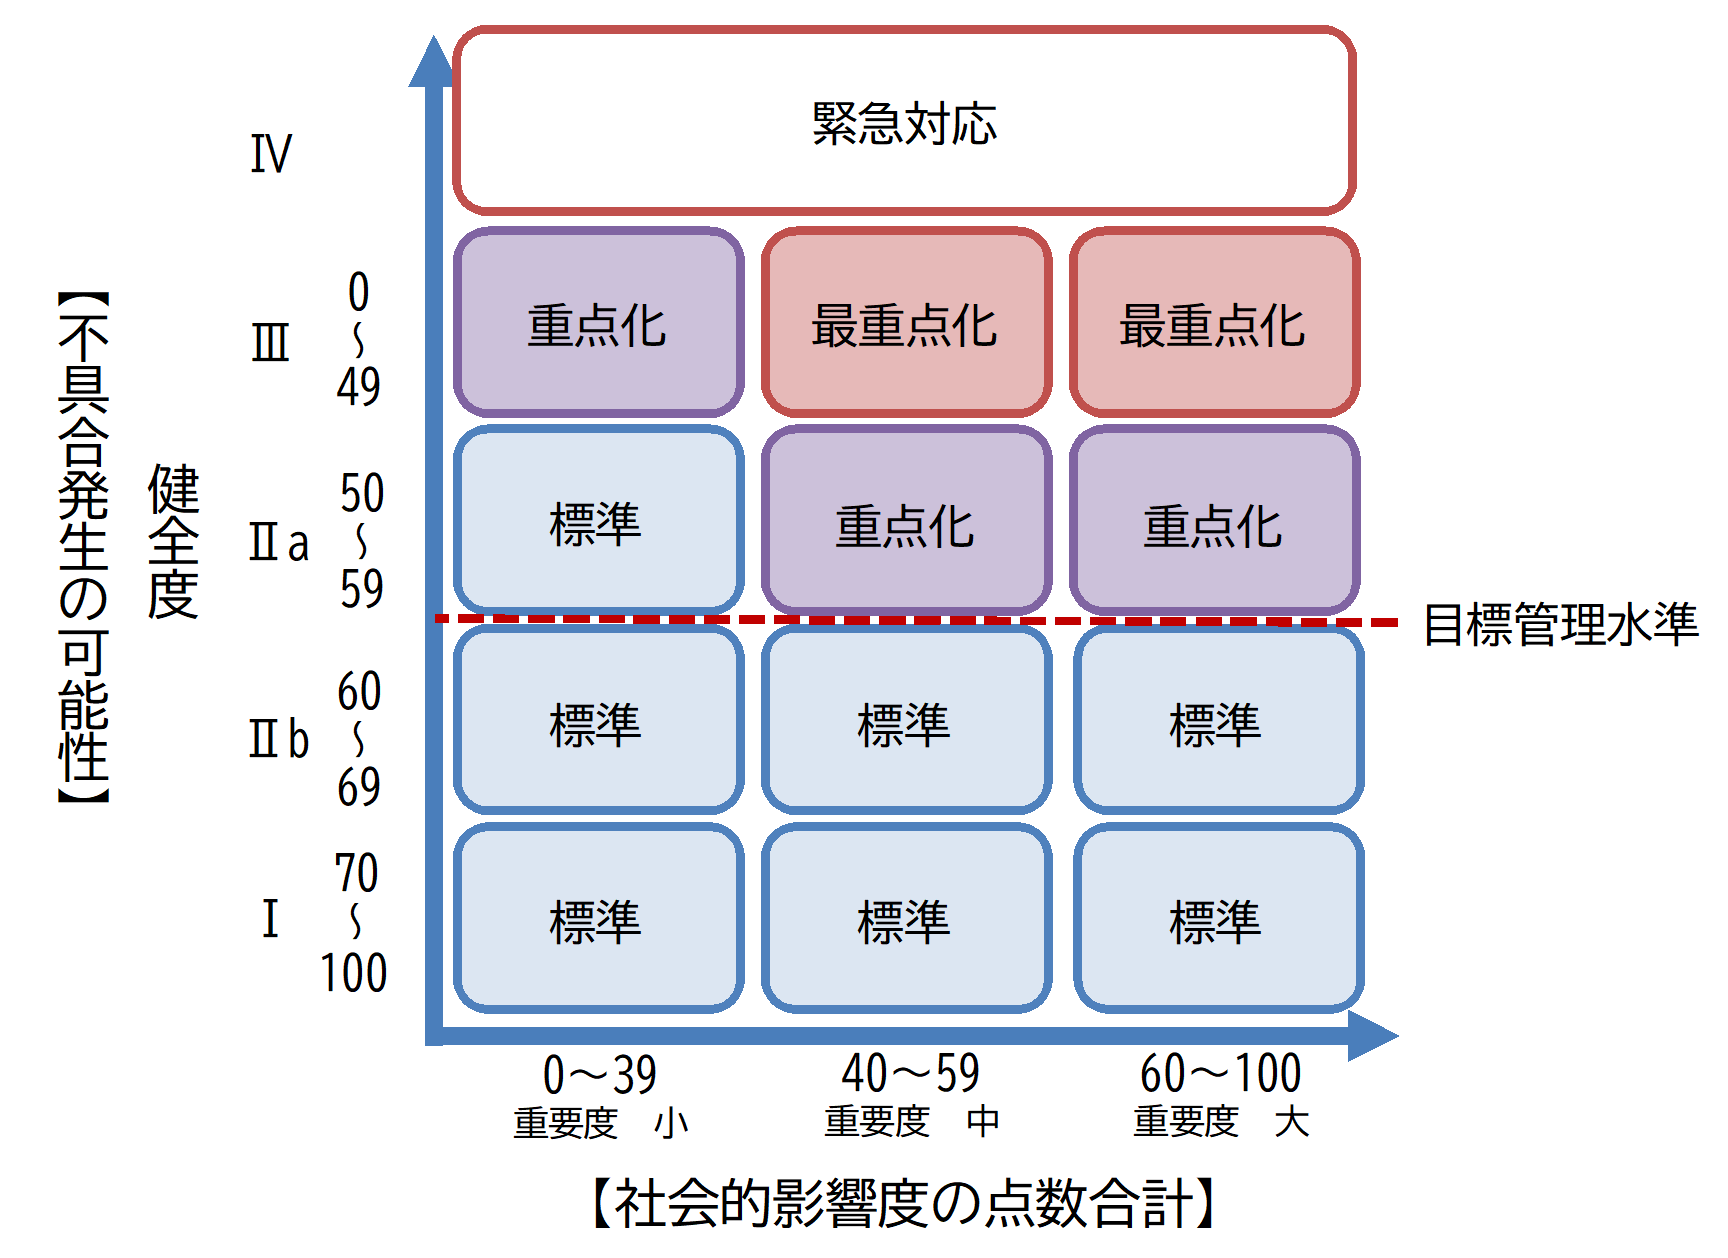 【不具合発生の可能性】
健全度
Ⅳ
緊急対応
Ⅲ
0
～
49
重点化
最重点化
最重点化
Ⅱa
50
～
59
標準
重点化
重点化
目標管理水準
Ⅱb
60
～
69
標準
標準
標準
Ⅰ
70
～
100
標準
標準
標準
0～39
重要度　小
40～59
重要度　中
60～100
重要度　大
【社会的影響度の点数合計】